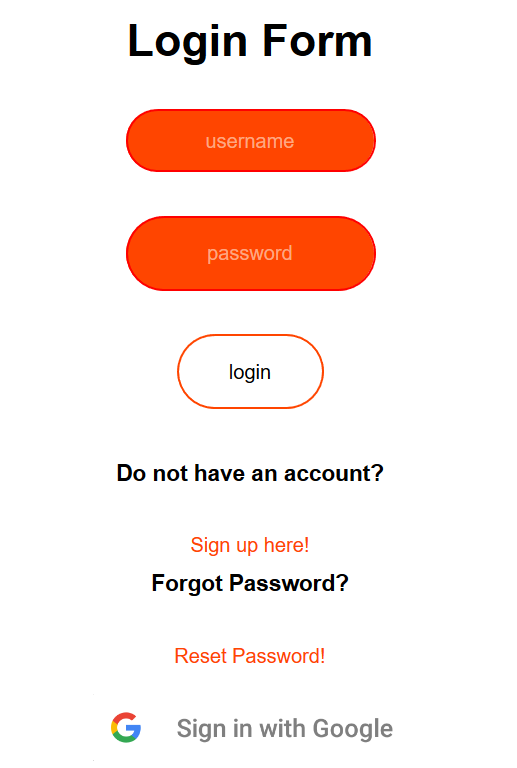 Login Form
username
password
login
Do not have an account?
Sign up here!
Forgot Password?
Reset Password!
Sign in with Google